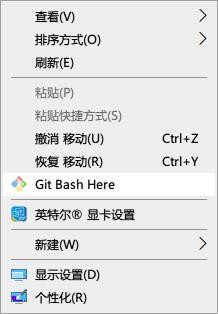 查看(V)
排序方式(O)
刷新(E)
粘贴(P)
粘贴快捷方式(S)
撤消 移动(U) Ctrl+Z
恢复 移动(R) Ctrl+Y
Git Bash Here
英特尔® 显卡设置
新建(W)
显示设置(D)
个性化(R)